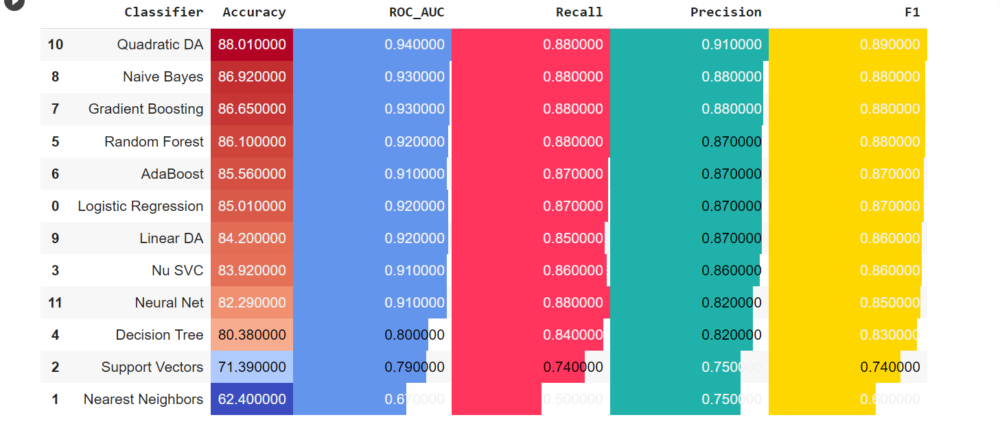 Classifier Accuracy ROC_AUC Recall Precision F1
10 Quadratic DA 88.010000 0.940000 0.880000 0.910000 0.890000
8 Naive Bayes 86.920000 0.930000 0.880000 0.880000 0.880000
7 Gradient Boosting 86.650000 0.930000 0.880000 0.880000 0.880000
5 Random Forest 86.100000 0.920000 0.880000 0.870000 0.880000
6 AdaBoost 85.560000 0.910000 0.870000 0.870000 0.870000
0 Logistic Regression 85.010000 0.920000 0.870000 0.870000 0.870000
9 Linear DA 84.200000 0.920000 0.850000 0.870000 0.860000
3 Nu SVC 83.920000 0.910000 0.860000 0.860000 0.860000
11 Neural Net 82.290000 0.910000 0.880000 0.820000 0.850000
4 Decision Tree 80.380000 0.800000 0.840000 0.820000 0.830000
2 Support Vectors 71.390000 0.790000 0.740000 0.750000 0.740000
1 Nearest Neighbors 62.400000 0.670000 0.500000 0.750000 0.600000